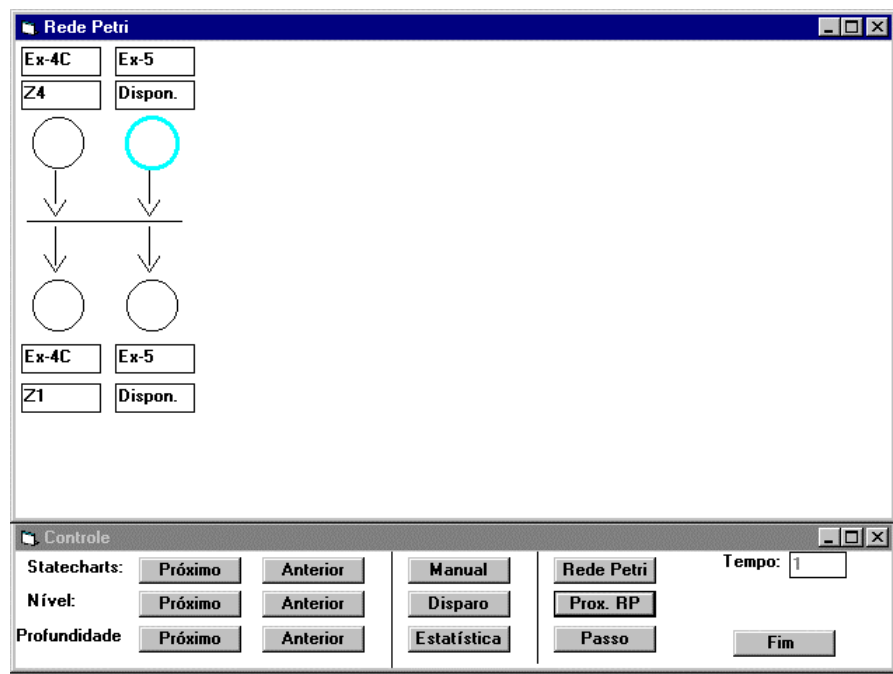 Rede Petri
Ex-4C Ex-5
Z4 Dispon.
Ex-4C Ex-5
Z1 Dispon.
Controle
Statecharts: Próximo Anterior Manual Rede Petri Tempo: 1
Nível: Próximo Anterior Disparo Prox. RP
Profundidade Próximo Anterior Estatística Passo Fim